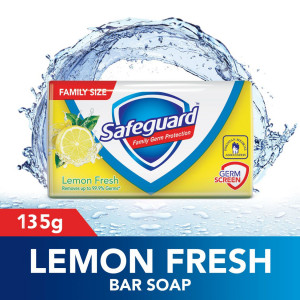 FAMILY SIZE
Safeguard
Family Germ Protection
Lemon Fresh
Removes up to 99.9% Germs*
GERM
SCREEN
135g
LEMON FRESH
BAR SOAP